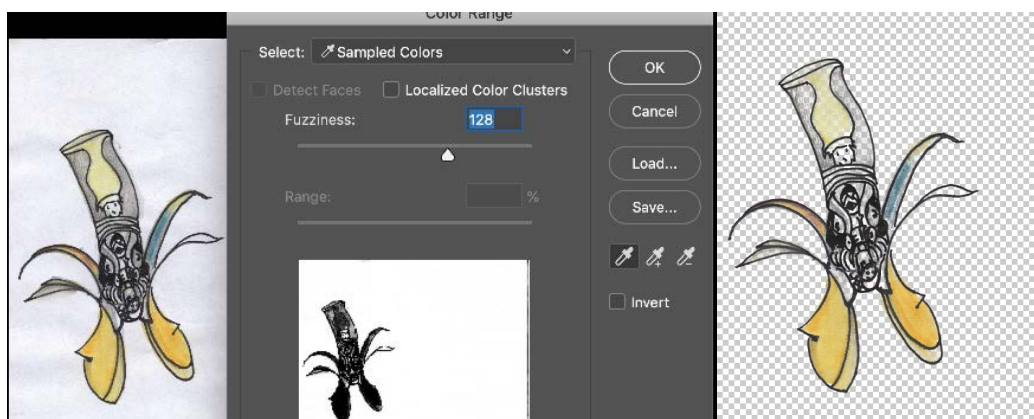 Color Range
Select: Sampled Colors
Detect Faces Localized Color Clusters
Fuzziness: 128
Range: %
OK
Cancel
Load...
Save...
Invert